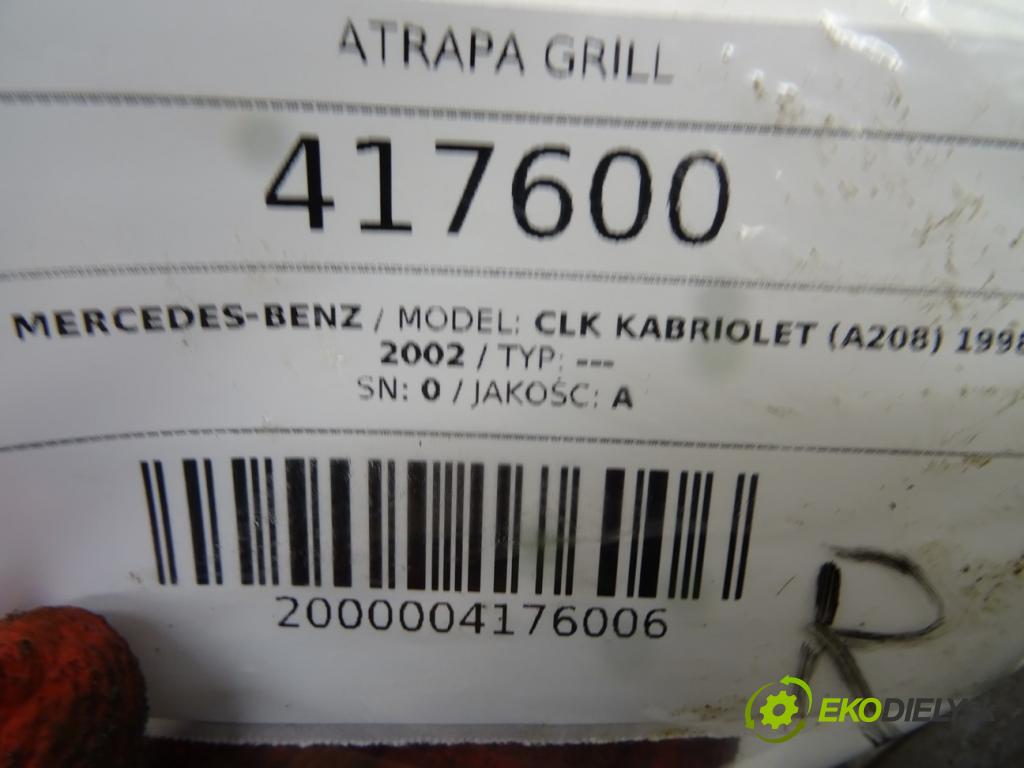 ATRAPA GRILL
417600
MERCEDES-BENZ / MODEL: CLK KABRIOLET (A208) 1998
2002 / TYP: ---
SN: 0 / JAKOŚC: A
2000004176006
R
EKODIELY